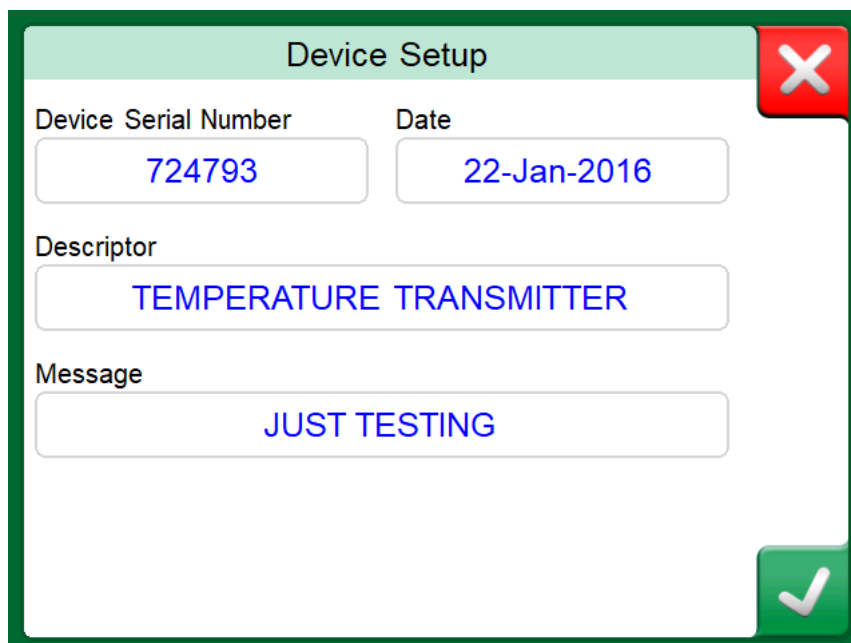 Device Setup
Device Serial Number
Date
724793
22-Jan-2016
Descriptor
TEMPERATURE TRANSMITTER
Message
JUST TESTING